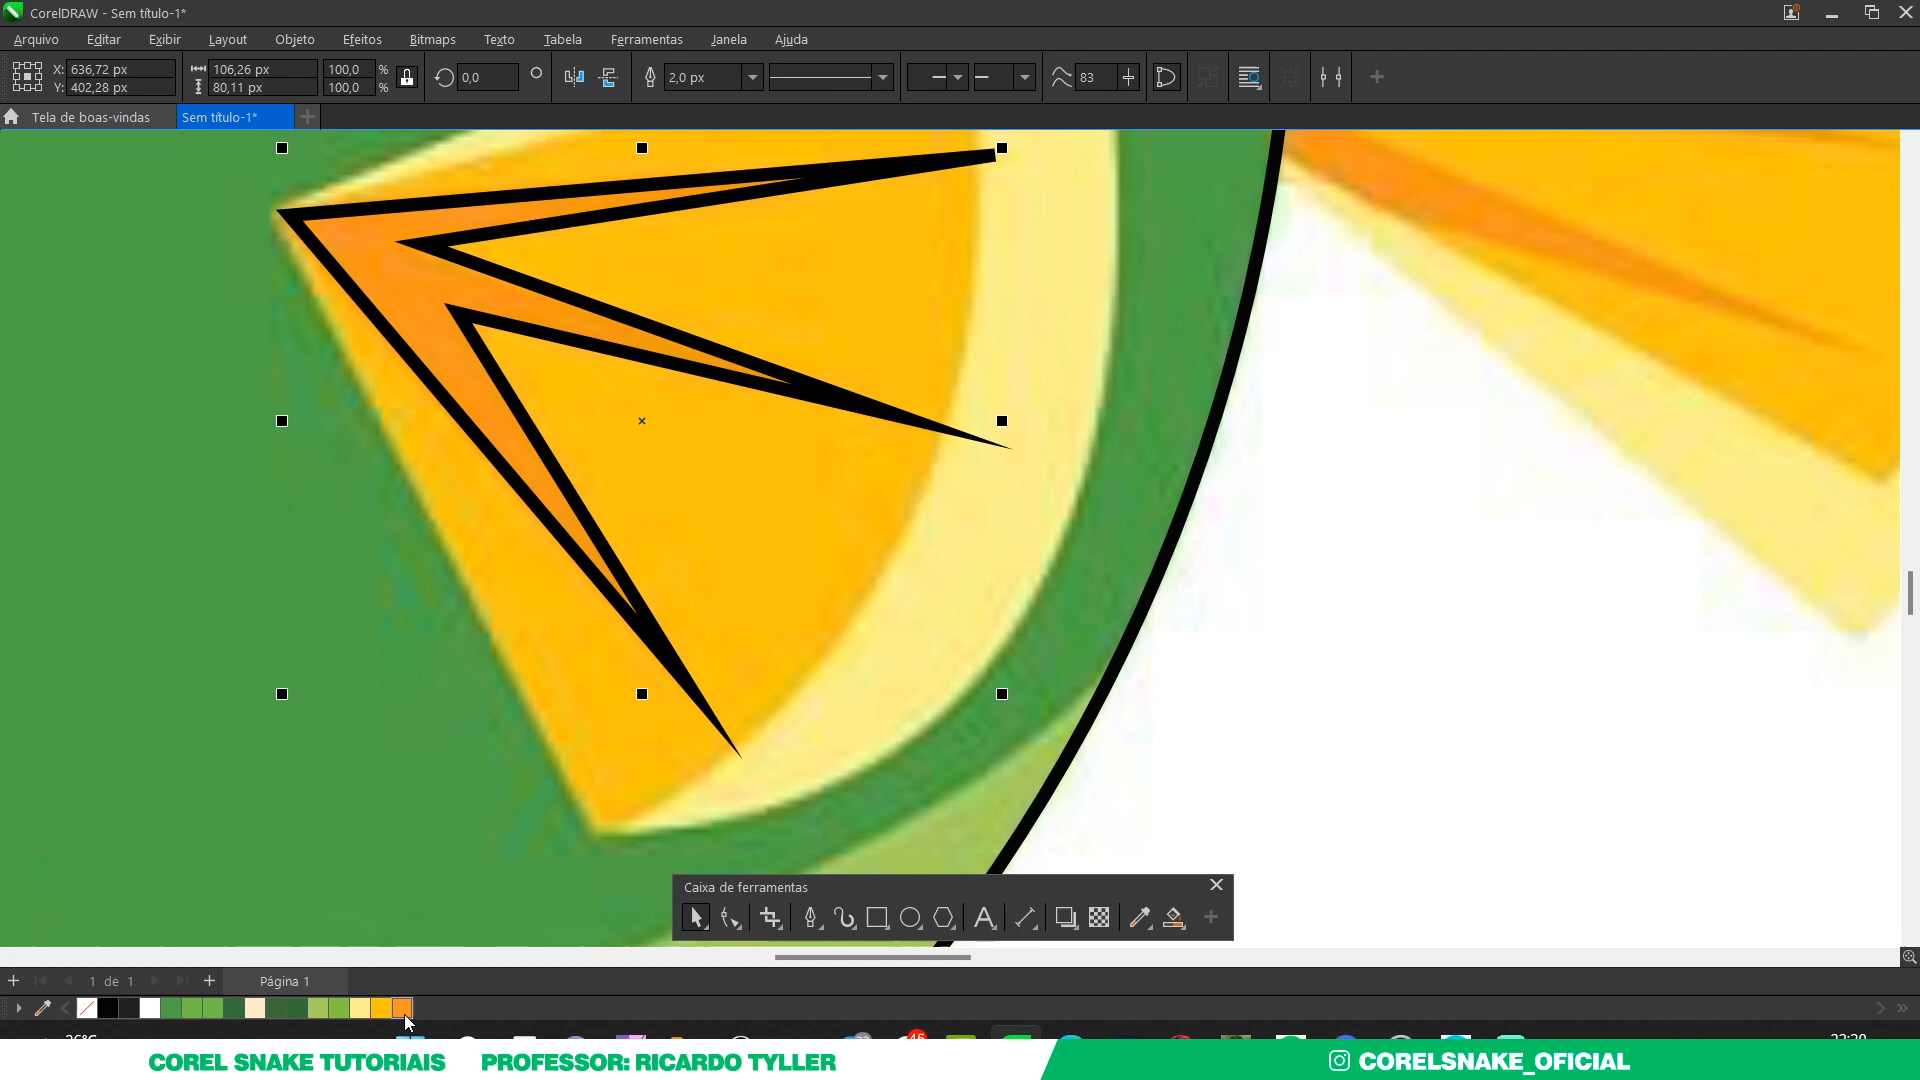 CorelDRAW - Sem título-1*
Arquivo Editar Exibir Layout Objeto Efeitos Bitmaps Texto Tabela Ferramentas Janela Ajuda
X: 636,72 px 106,26 px 100,0 % 0,0 2,0 px 83
Y: 402,28 px 80,11 px 100,0 %
Tela de boas-vindas Sem título-1*
Caixa de ferramentas
1 de 1 Página 1
COREL SNAKE TUTORIAIS PROFESSOR: RICARDO TYLLER CORELSNAKE_OFICIAL